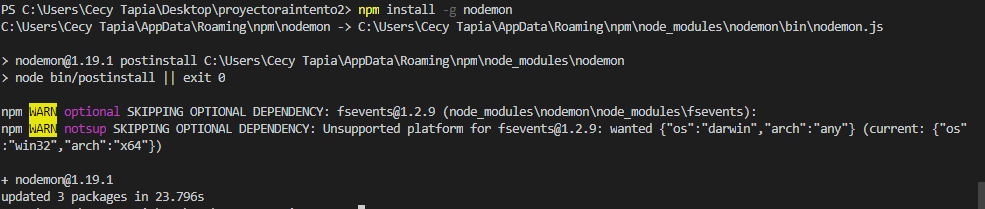 PS C:\Users\Cecy Tapia\Desktop\proyectoraintento2> npm install -g nodemon
C:\Users\Cecy Tapia\AppData\Roaming\npm\nodemon -> C:\Users\Cecy Tapia\AppData\Roaming\npm\node_modules\nodemon\bin\nodemon.js
> nodemon@1.19.1 postinstall C:\Users\Cecy Tapia\AppData\Roaming\npm\node_modules\nodemon
> node bin/postinstall || exit 0
npm WARN optional SKIPPING OPTIONAL DEPENDENCY: fsevents@1.2.9 (node_modules\nodemon\node_modules\fsevents):
npm WARN notsup SKIPPING OPTIONAL DEPENDENCY: Unsupported platform for fsevents@1.2.9: wanted {"os":"darwin","arch":"any"} (current: {"os"
:"win32","arch":"x64"})
+ nodemon@1.19.1
updated 3 packages in 23.796s